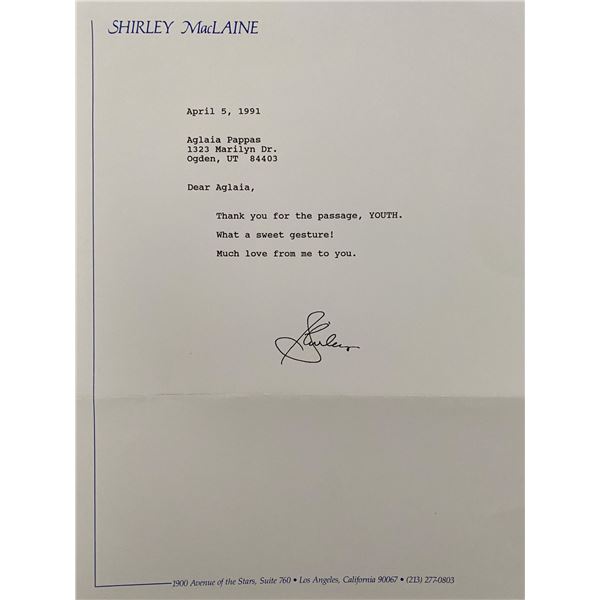 SHIRLEY MacLAINE
April 5, 1991
Aglaia Pappas
1323 Marilyn Dr.
Ogden, UT 84403
Dear Aglaia,
Thank you for the passage, YOUTH.
What a sweet gesture!
Much love from me to you.
Shirley
1900 Avenue of the Stars, Suite 760 • Los Angeles, California 90067 • (213) 277-0803